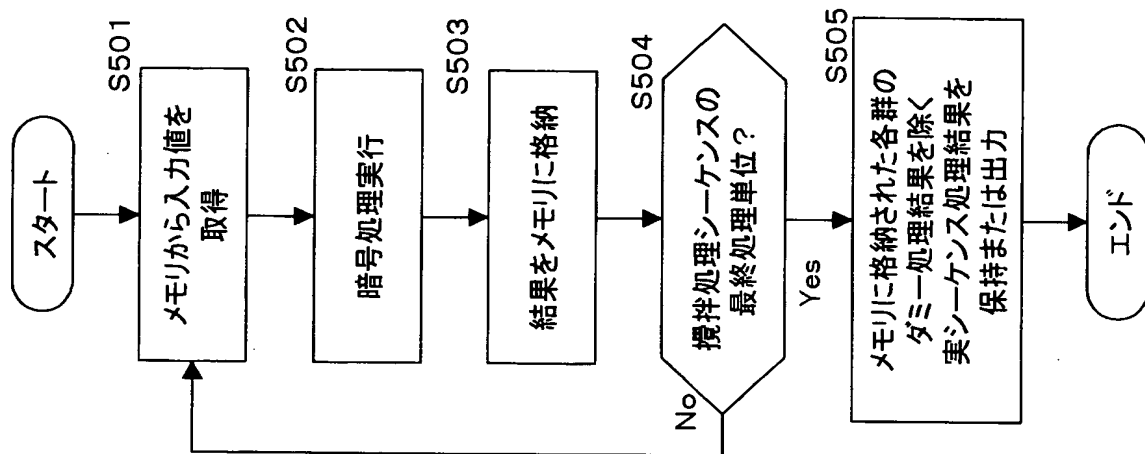 スタート
S501
メモリから入力値を
取得
S502
暗号処理実行
S503
結果をメモリに格納
S504
攪拌処理シーケンスの
最終処理単位?
No
Yes
S505
メモリに格納された各群の
ダミー処理結果を除く
実シーケンス処理結果を
保持または出力
エンド